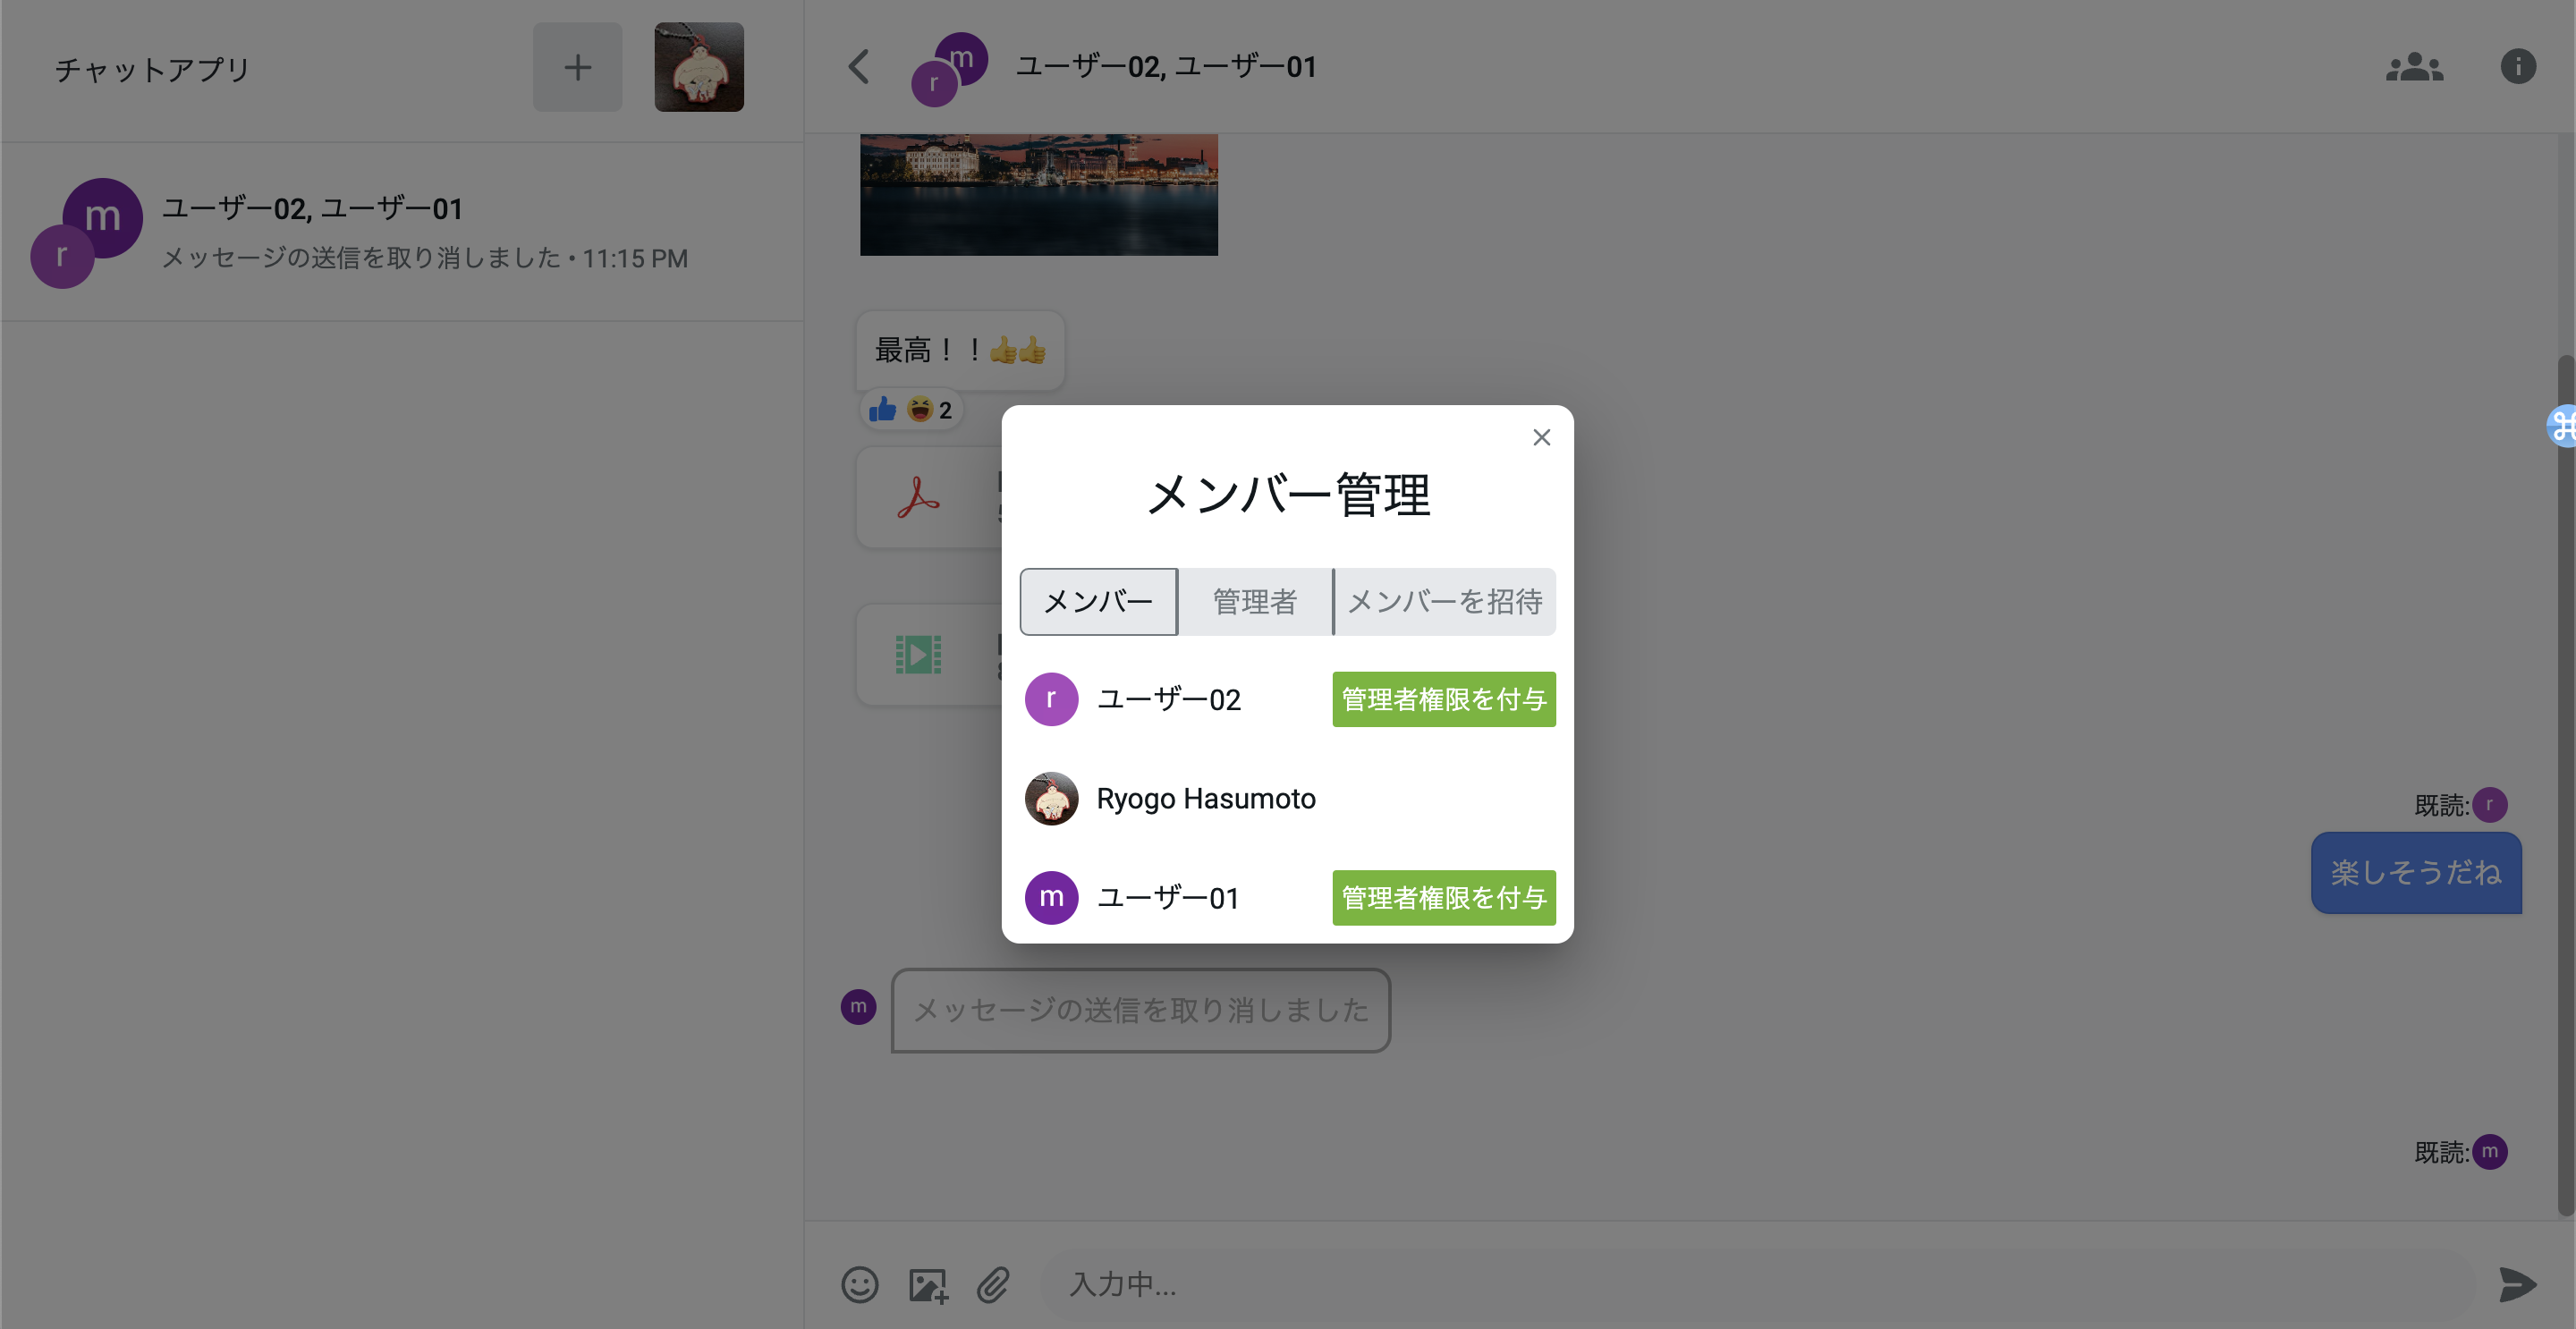 チャットアプリ
m
r
ユーザー02, ユーザー01
メッセージの送信を取り消しました • 11:15 PM
m
r
ユーザー02, ユーザー01
最高！！👍👍
👍😆 2
メンバー管理
メンバー
管理者
メンバーを招待
r
ユーザー02
管理者権限を付与
Ryogo Hasumoto
m
ユーザー01
管理者権限を付与
既読: r
楽しそうだね
m
メッセージの送信を取り消しました
既読: m
入力中...